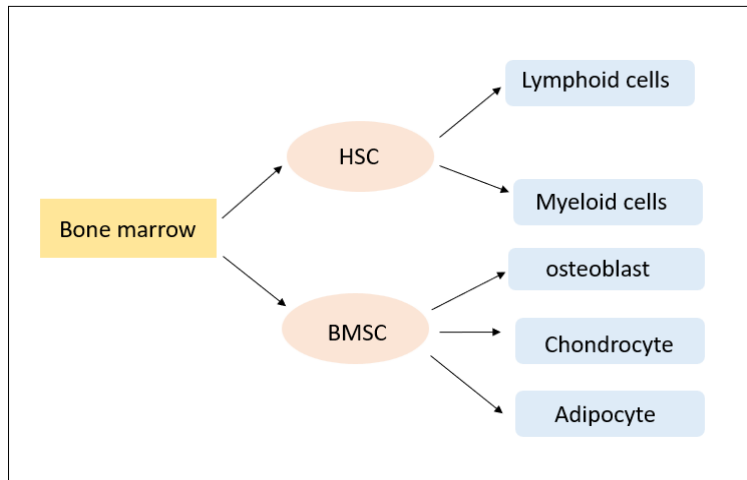 Lymphoid cells
HSC
Myeloid cells
Bone marrow
osteoblast
BMSC
Chondrocyte
Adipocyte